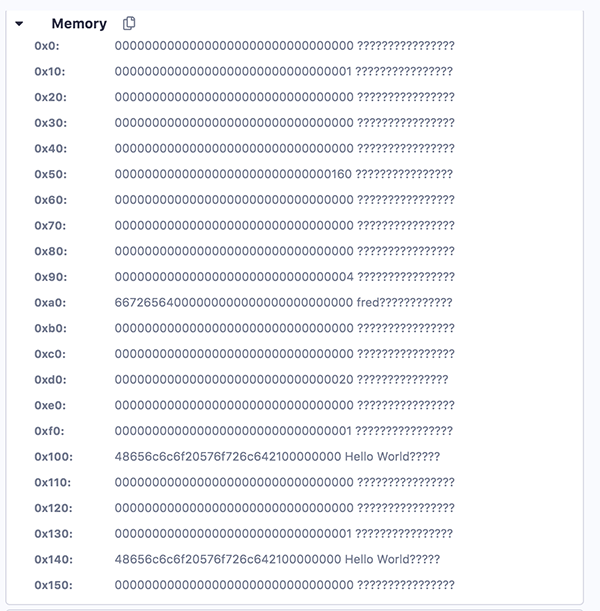 Memory
0x0: 00000000000000000000000000000000 ????????????????
0x10: 00000000000000000000000000000001 ????????????????
0x20: 00000000000000000000000000000000 ????????????????
0x30: 00000000000000000000000000000000 ????????????????
0x40: 00000000000000000000000000000000 ????????????????
0x50: 00000000000000000000000000000160 ????????????????
0x60: 00000000000000000000000000000000 ????????????????
0x70: 00000000000000000000000000000000 ????????????????
0x80: 00000000000000000000000000000000 ????????????????
0x90: 00000000000000000000000000000004 ????????????????
0xa0: 66726564000000000000000000000000 fred????????????
0xb0: 00000000000000000000000000000000 ????????????????
0xc0: 00000000000000000000000000000000 ????????????????
0xd0: 00000000000000000000000000000020 ???????????????
0xe0: 00000000000000000000000000000000 ????????????????
0xf0: 00000000000000000000000000000001 ????????????????
0x100: 48656c6c6f20576f726c642100000000 Hello World?????
0x110: 00000000000000000000000000000000 ????????????????
0x120: 00000000000000000000000000000000 ????????????????
0x130: 00000000000000000000000000000001 ????????????????
0x140: 48656c6c6f20576f726c642100000000 Hello World?????
0x150: 00000000000000000000000000000000 ????????????????